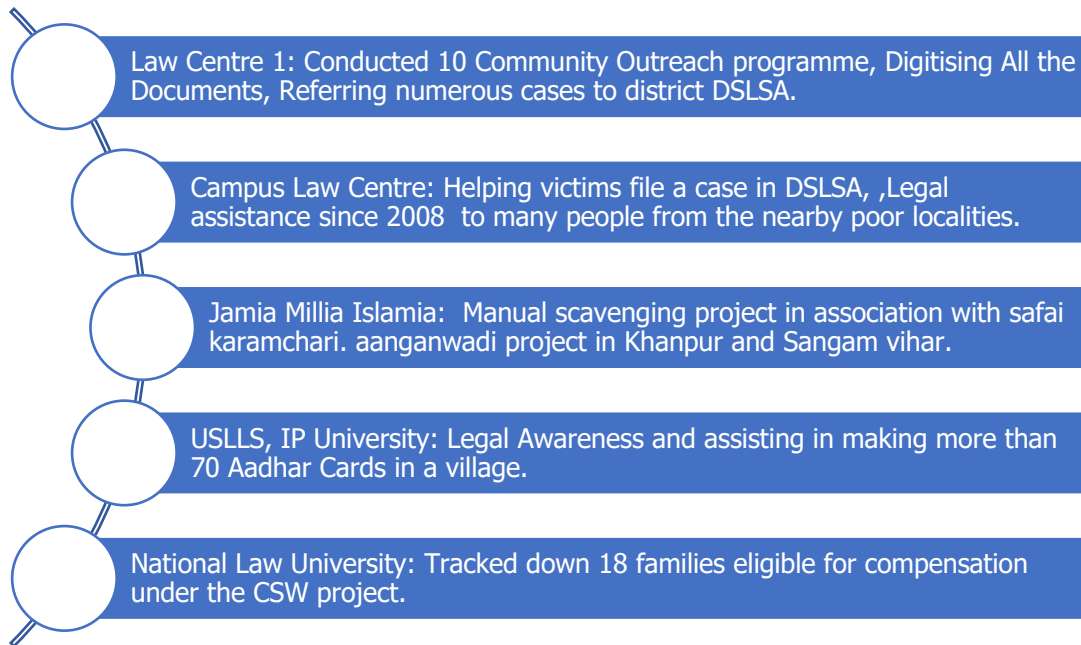 Law Centre 1: Conducted 10 Community Outreach programme, Digitising All the
Documents, Referring numerous cases to district DSLSA.
Campus Law Centre: Helping victims file a case in DSLSA, ,Legal
assistance since 2008  to many people from the nearby poor localities.
Jamia Millia Islamia:  Manual scavenging project in association with safai
karamchari. aanganwadi project in Khanpur and Sangam vihar.
USLLS, IP University: Legal Awareness and assisting in making more than
70 Aadhar Cards in a village.
National Law University: Tracked down 18 families eligible for compensation
under the CSW project.